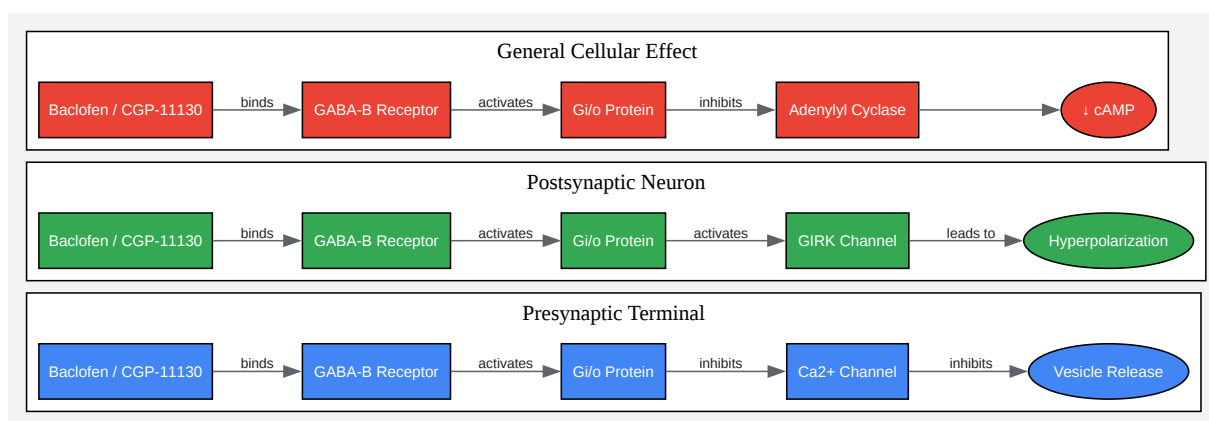 General Cellular Effect
Baclofen / CGP-11130 binds GABA-B Receptor activates Gi/o Protein inhibits Adenylyl Cyclase ↓ cAMP
Postsynaptic Neuron
Baclofen / CGP-11130 binds GABA-B Receptor activates Gi/o Protein activates GIRK Channel leads to Hyperpolarization
Presynaptic Terminal
Baclofen / CGP-11130 binds GABA-B Receptor activates Gi/o Protein inhibits Ca2+ Channel inhibits Vesicle Release